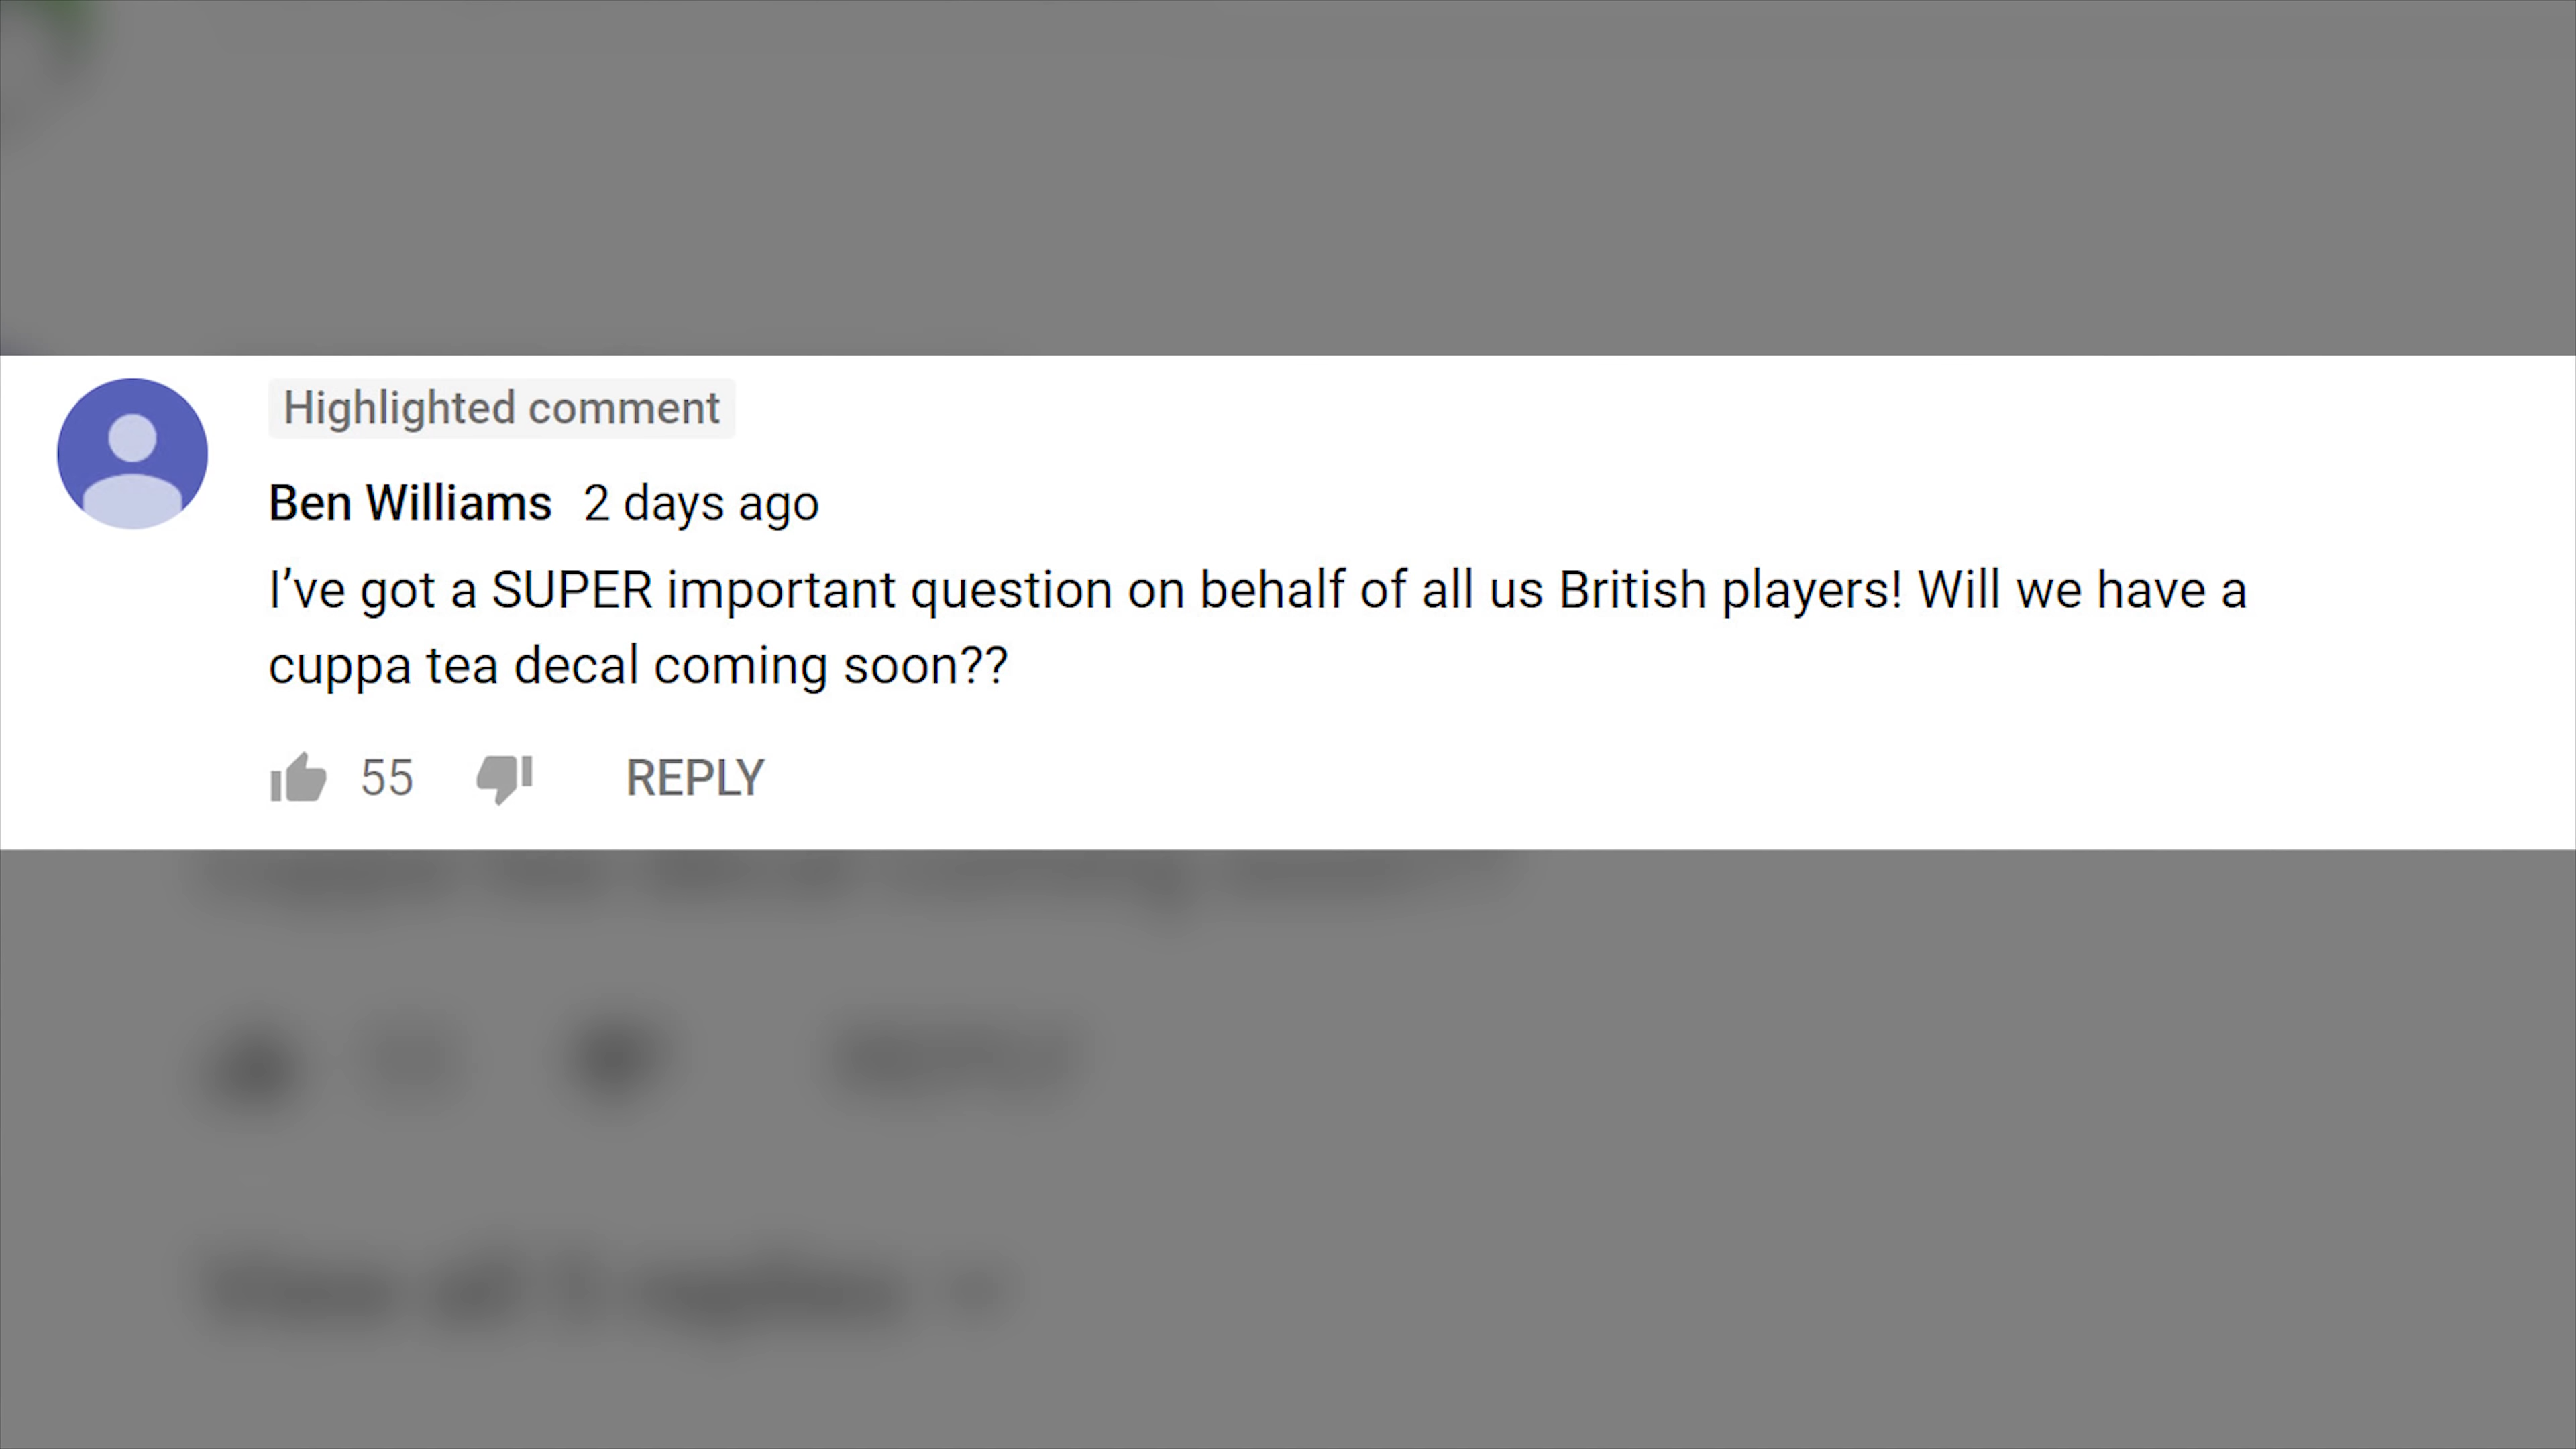 Highlighted comment
Ben Williams 2 days ago
I’ve got a SUPER important question on behalf of all us British players! Will we have a
cuppa tea decal coming soon??
55 REPLY